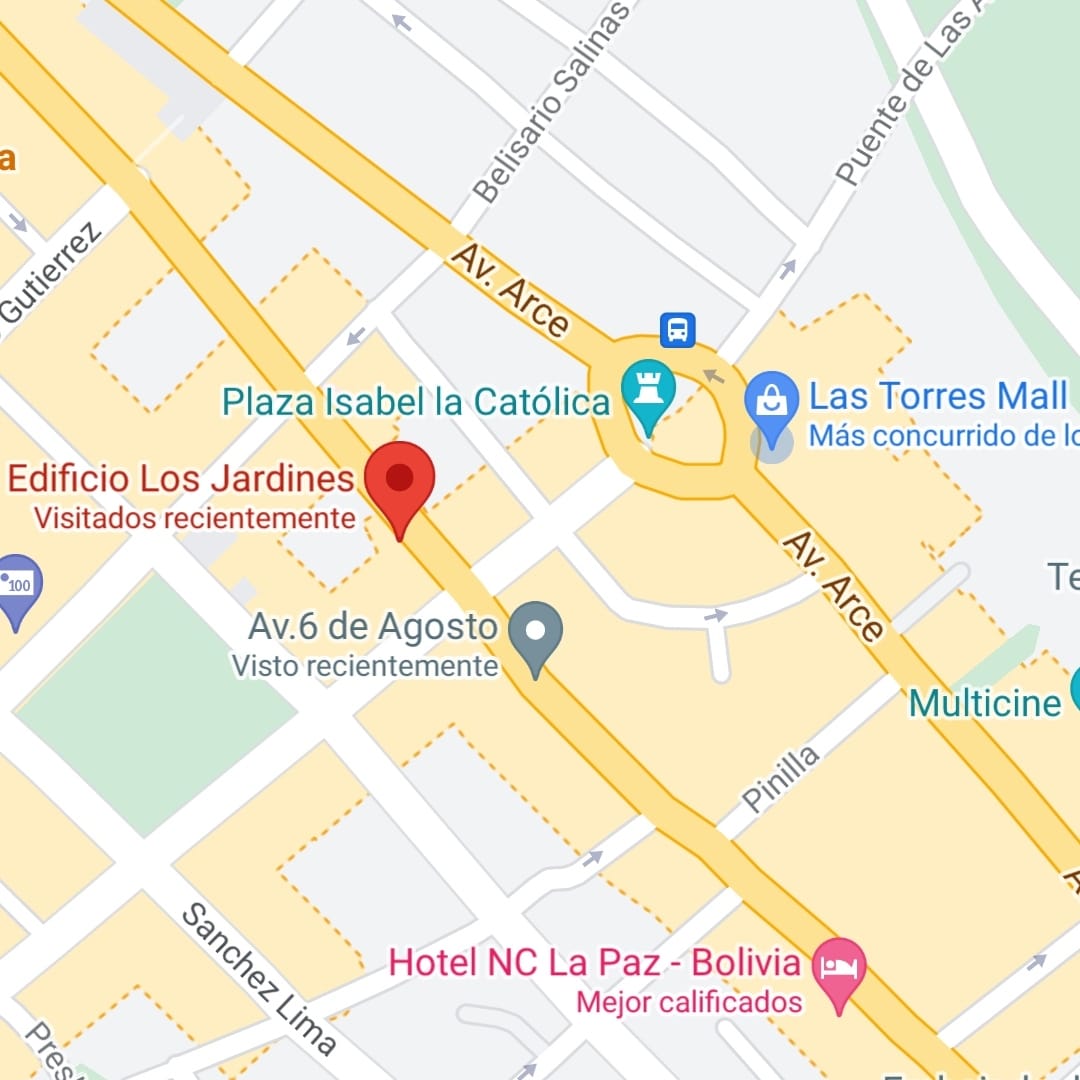 Belisario Salinas
Puente de Las A
a
Gutierrez
Av. Arce
Plaza Isabel la Católica
Las Torres Mall
Más concurrido de lo
Edificio Los Jardines
Visitados recientemente
100
Av. Arce
Te
Av.6 de Agosto
Visto recientemente
Multicine
Pinilla
A
Sanchez Lima
Hotel NC La Paz - Bolivia
Mejor calificados
Pres